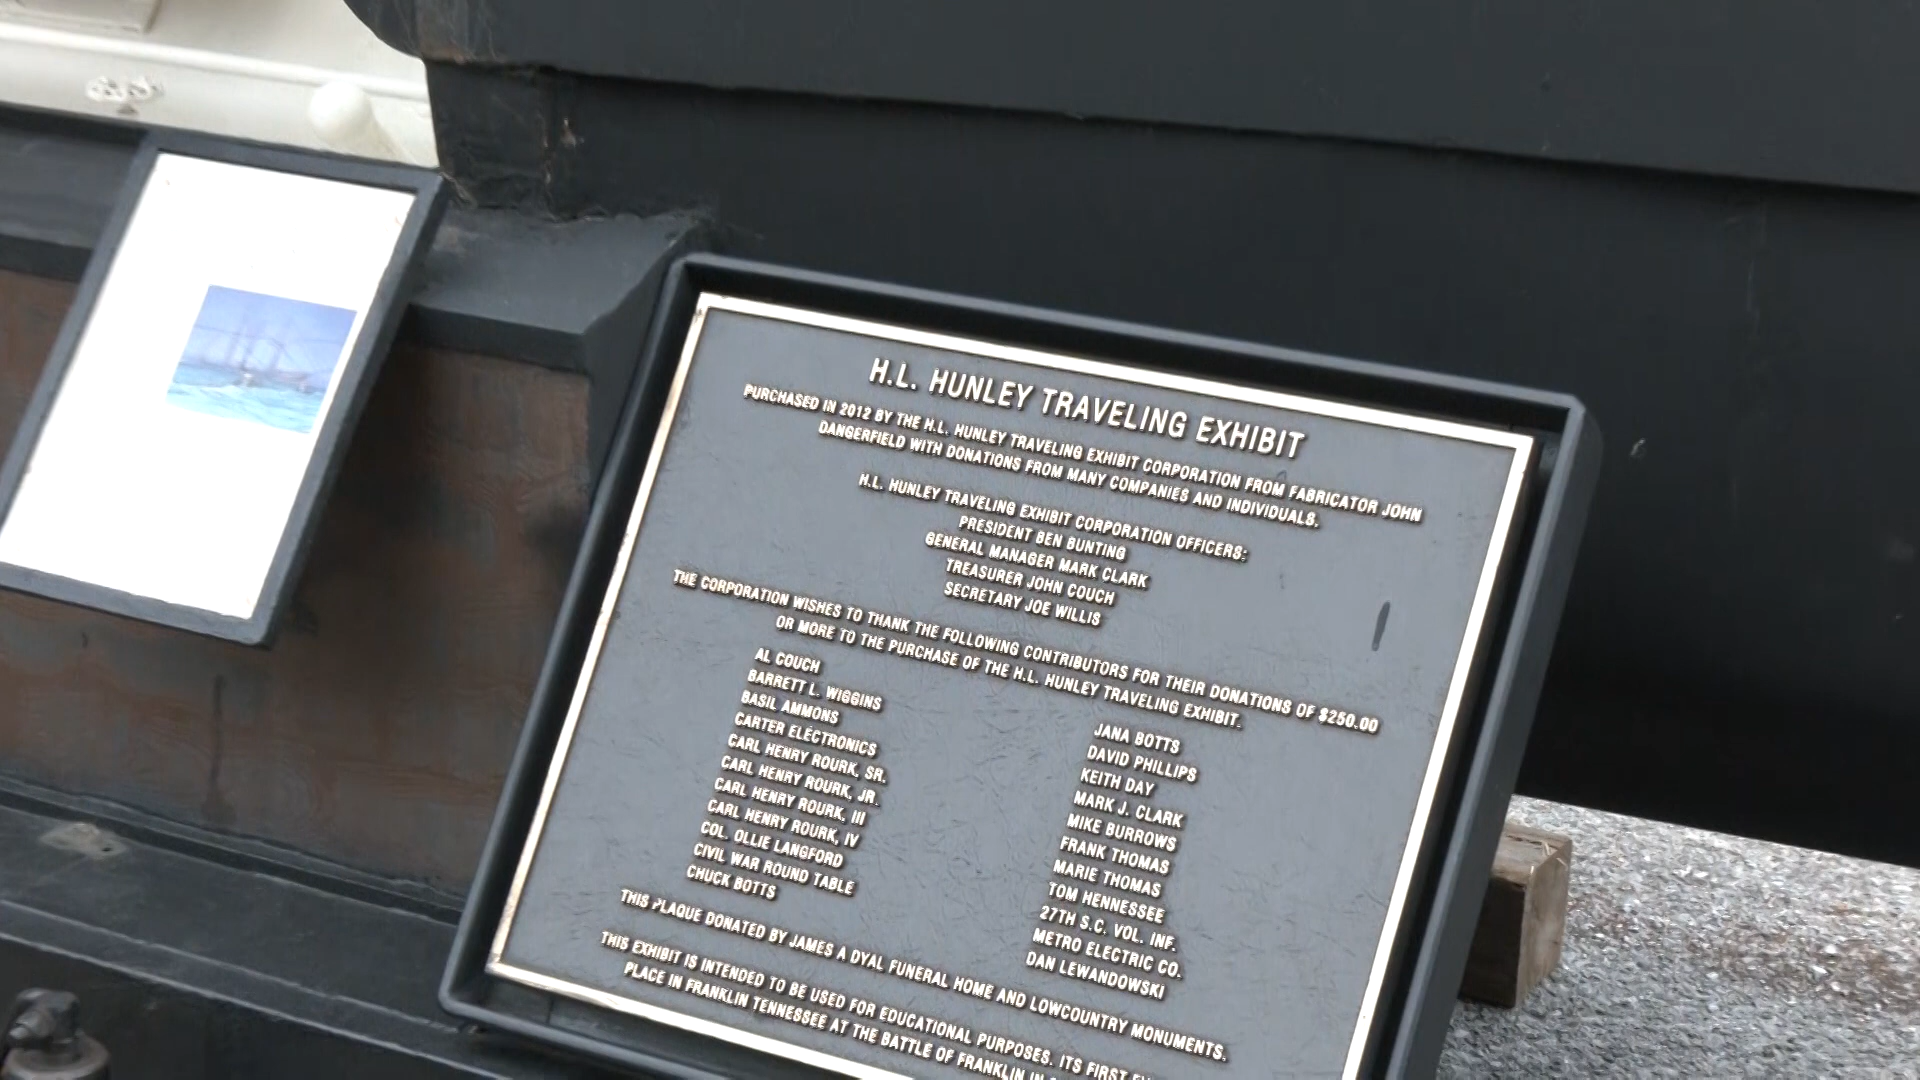 H.L. HUNLEY TRAVELING EXHIBIT
PURCHASED IN 2012 BY THE H.L. HUNLEY TRAVELING EXHIBIT CORPORATION FROM FABRICATOR JOHN
DANGERFIELD WITH DONATIONS FROM MANY COMPANIES AND INDIVIDUALS.
H.L. HUNLEY TRAVELING EXHIBIT CORPORATION OFFICERS:
PRESIDENT BEN BUNTING
GENERAL MANAGER MARK CLARK
TREASURER JOHN COUCH
SECRETARY JOE WILLIS
THE CORPORATION WISHES TO THANK THE FOLLOWING CONTRIBUTORS FOR THEIR DONATIONS OF $250.00
OR MORE TO THE PURCHASE OF THE H.L. HUNLEY TRAVELING EXHIBIT.
AL COUCH
BARRETT L. WIGGINS
BASIL AMMONS
CARTER ELECTRONICS
CARL HENRY ROURK, SR.
CARL HENRY ROURK, JR.
CARL HENRY ROURK, III
CARL HENRY ROURK, IV
COL. OLLIE LANGFORD
CIVIL WAR ROUND TABLE
CHUCK BOTTS
JANA BOTTS
DAVID PHILLIPS
KEITH DAY
MARK J. CLARK
MIKE BURROWS
FRANK THOMAS
MARIE THOMAS
TOM HENNESSEE
27TH S.C. VOL. INF.
METRO ELECTRIC CO.
DAN LEWANDOWSKI
THIS PLAQUE DONATED BY JAMES A DYAL FUNERAL HOME AND LOWCOUNTRY MONUMENTS.
THIS EXHIBIT IS INTENDED TO BE USED FOR EDUCATIONAL PURPOSES. ITS FIRST
PLACE IN FRANKLIN TENNESSEE AT THE BATTLE OF FRANKLIN IN